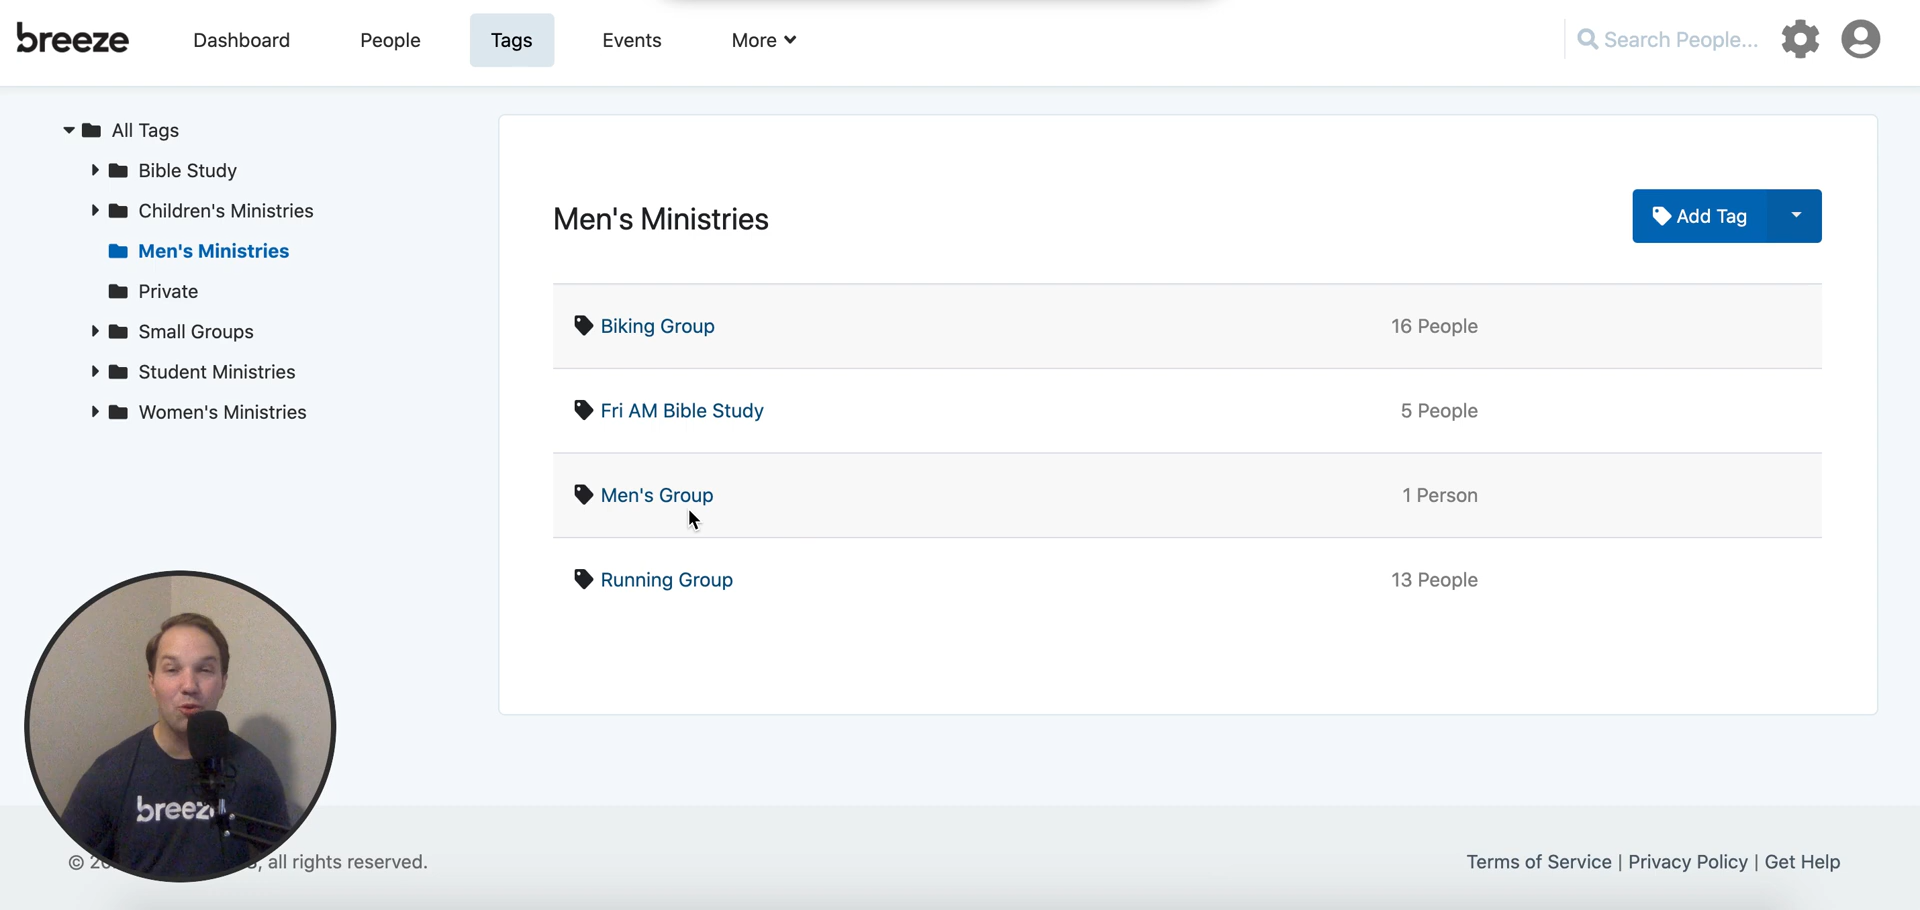 breeze
Dashboard
People
Tags
Events
More
Search People...
All Tags
Bible Study
Children's Ministries
Men's Ministries
Private
Small Groups
Student Ministries
Women's Ministries
Men's Ministries
Add Tag
Biking Group
16 People
Fri AM Bible Study
5 People
Men's Group
1 Person
Running Group
13 People
breeze
©
, all rights reserved.
Terms of Service | Privacy Policy | Get Help